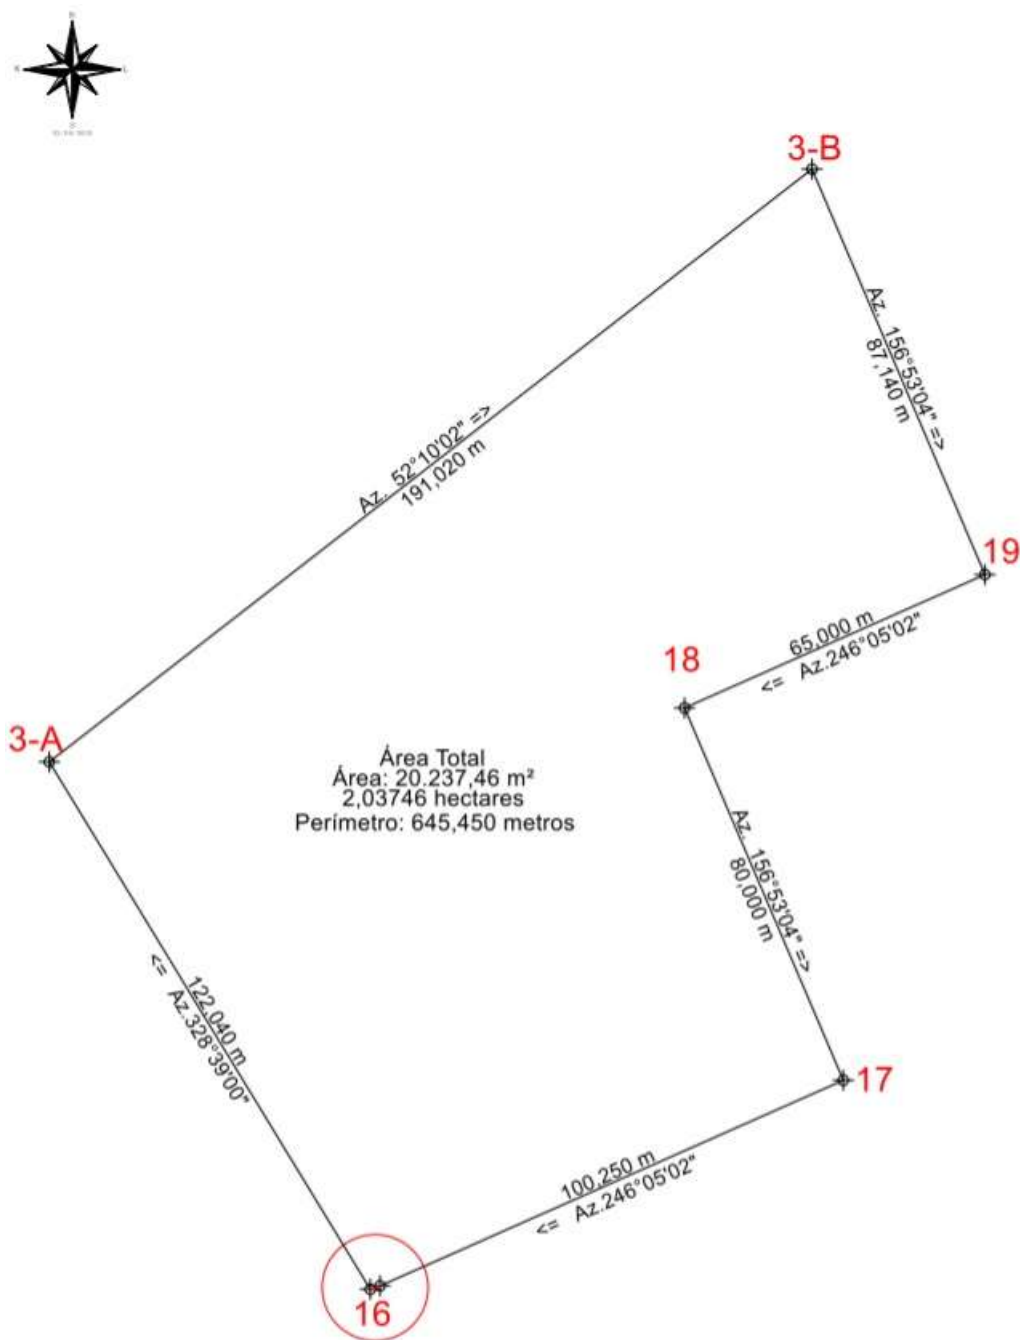 N
L
3-B
Az. 156°53'04" =>
87,140 m
Az. 52°10'02" =>
191,020 m
19
65,000 m
<= Az.246°05'02"
18
3-A
Área Total
Área: 20.237,46 m²
2,03746 hectares
Perímetro: 645,450 metros
Az. 156°53'04" =>
80,000 m
122,040 m
<= Az.328°39'00"
17
100,250 m
<= Az.246°05'02"
16